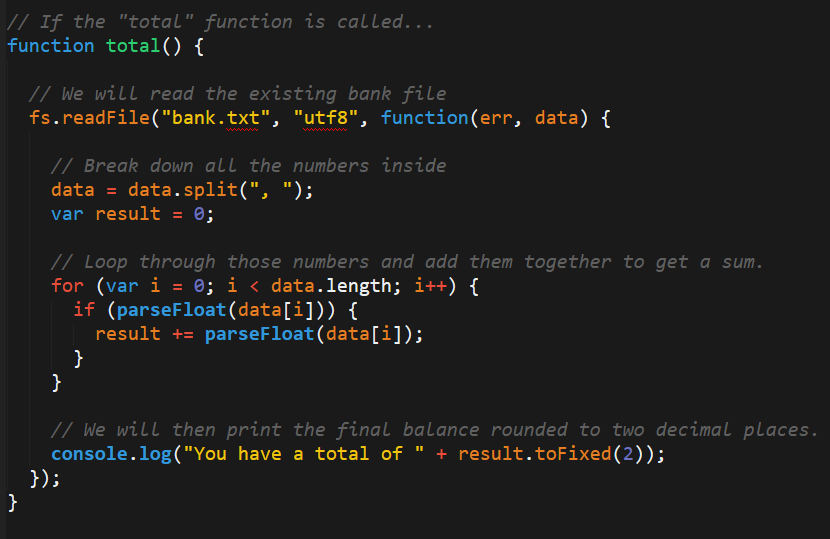 // If the "total" function is called...
function total() {
// We will read the existing bank file
fs.readFile("bank.txt", "utf8", function(err, data) {
// Break down all the numbers inside
data = data.split(", ");
var result = 0;
// Loop through those numbers and add them together to get a sum.
for (var i = 0; i < data.length; i++) {
if (parseFloat(data[i])) {
result += parseFloat(data[i]);
}
}
// We will then print the final balance rounded to two decimal places.
console.log("You have a total of " + result.toFixed(2));
});
}